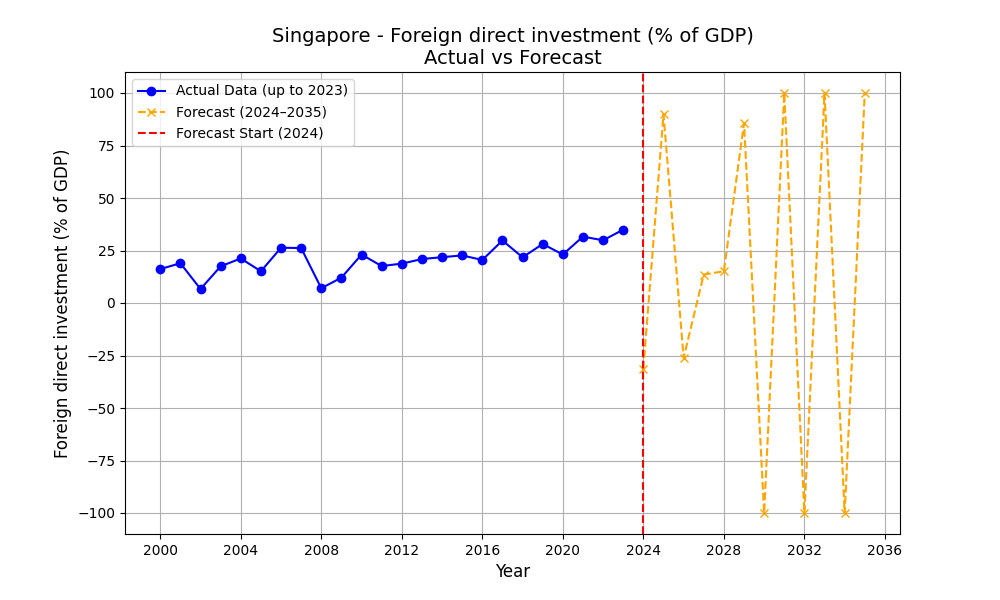 Singapore - Foreign direct investment (% of GDP)
Actual vs Forecast
Actual Data (up to 2023)
Forecast (2024–2035)
Forecast Start (2024)
Foreign direct investment (% of GDP)
100
75
50
25
0
−25
−50
−75
−100
2000 2004 2008 2012 2016 2020 2024 2028 2032 2036
Year